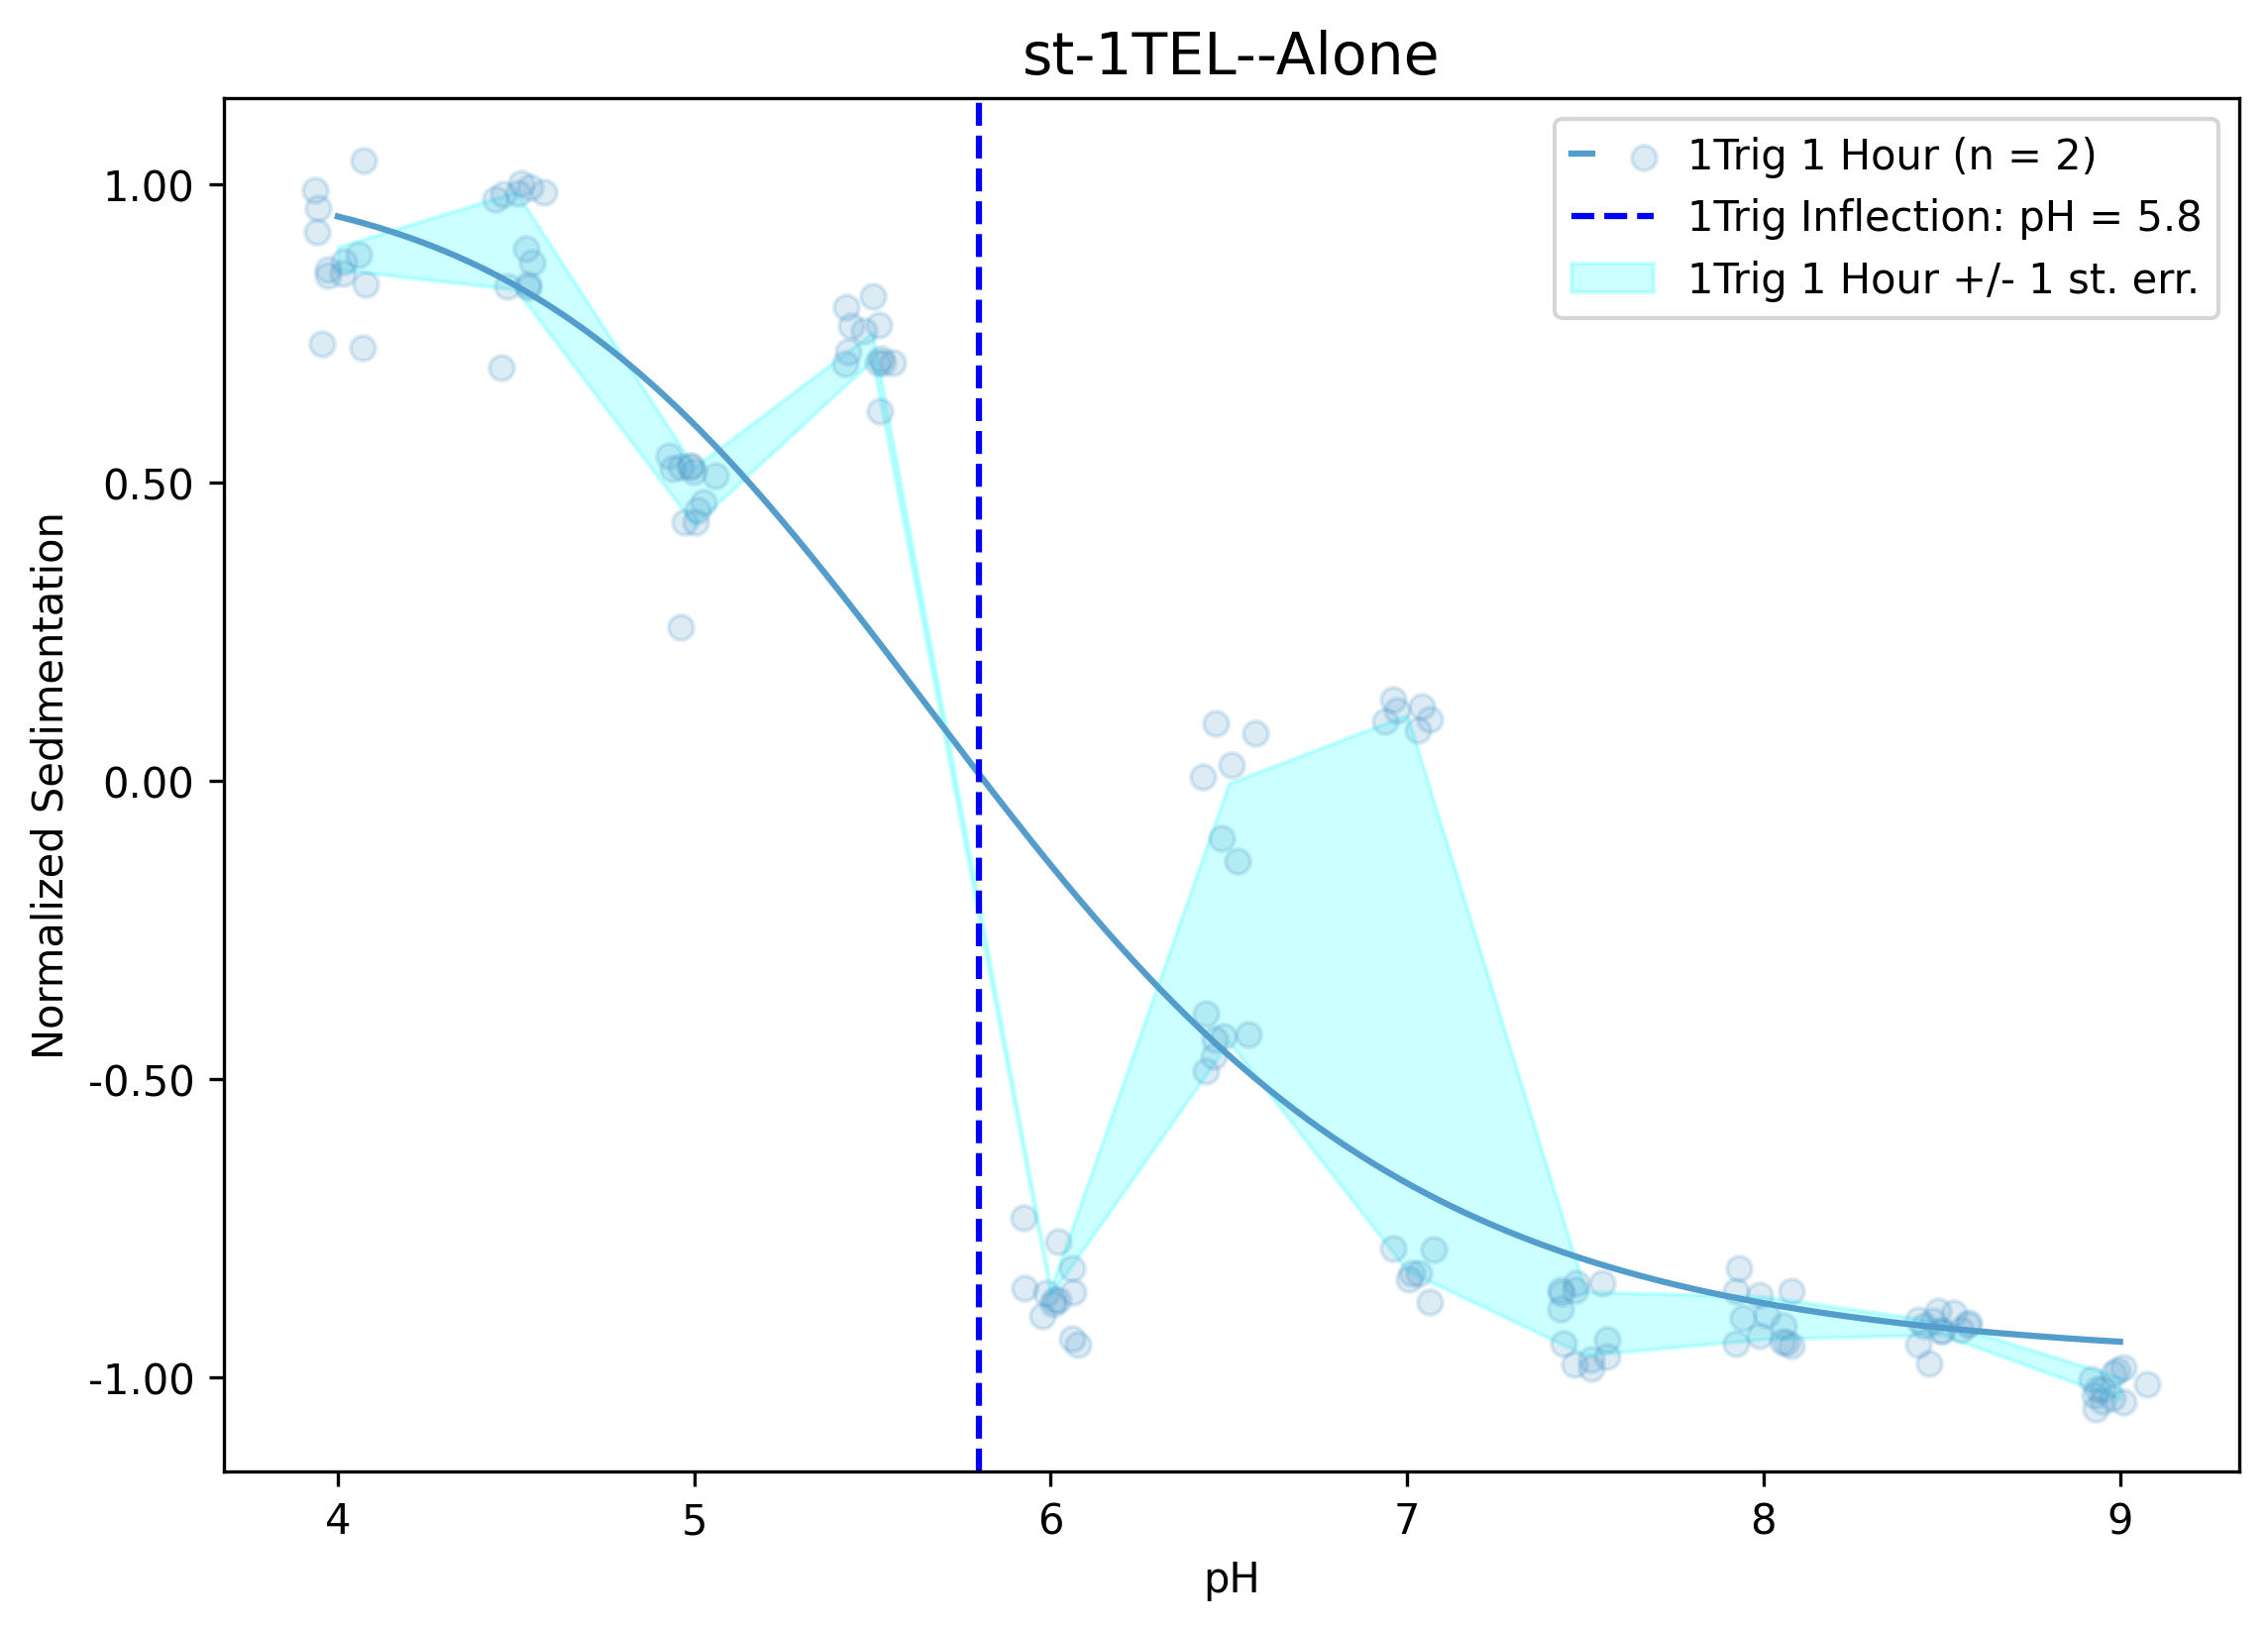 st-1TEL--Alone
1Trig 1 Hour (n = 2)
1Trig Inflection: pH = 5.8
1Trig 1 Hour +/- 1 st. err.
Normalized Sedimentation
1.00
0.50
0.00
-0.50
-1.00
4 5 6 7 8 9
pH